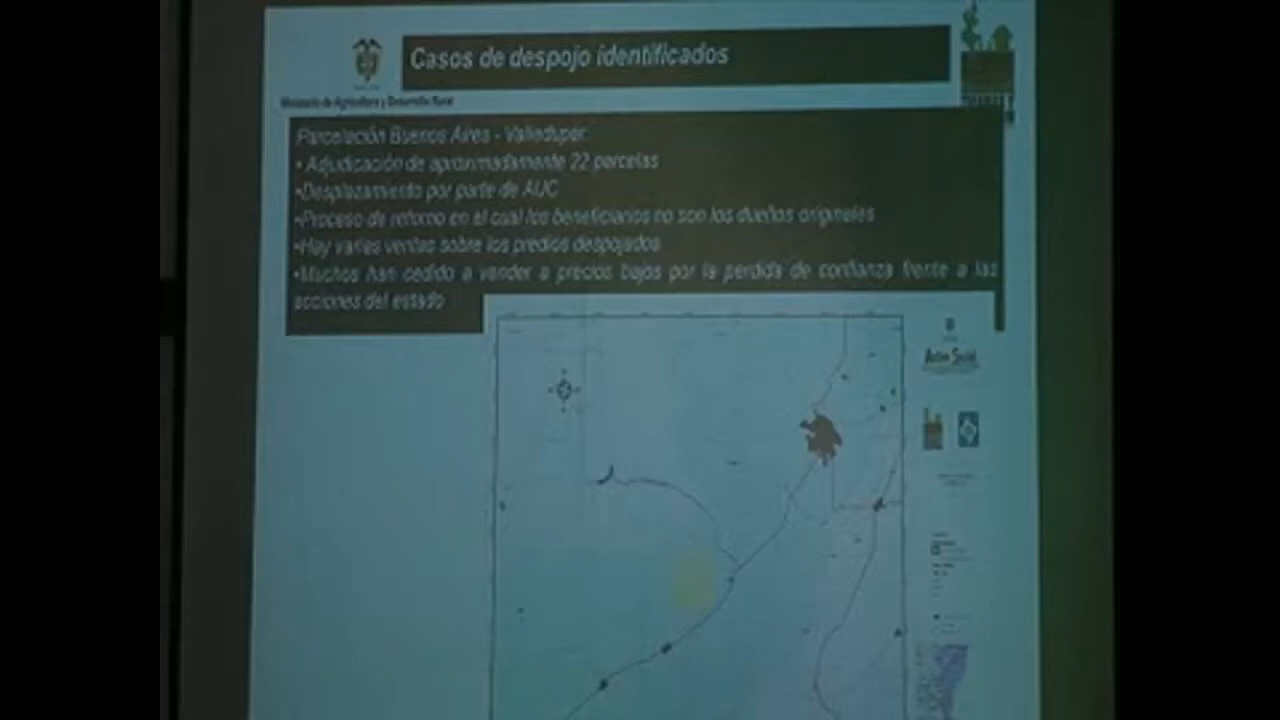 Casos de despojo identificados
Ministerio de Agricultura y Desarrollo Rural
Parcelación Buenos Aires - Valledupar
• Adjudicación de aproximadamente 22 parcelas
•Desplazamiento por parte de AUC
•Proceso de retorno en el cual los beneficiarios no son los dueños originales
•Hay varias ventas sobre los predios despojados
•Muchos han cedido a vender a precios bajos por la perdida de confianza frente a las
acciones del estado